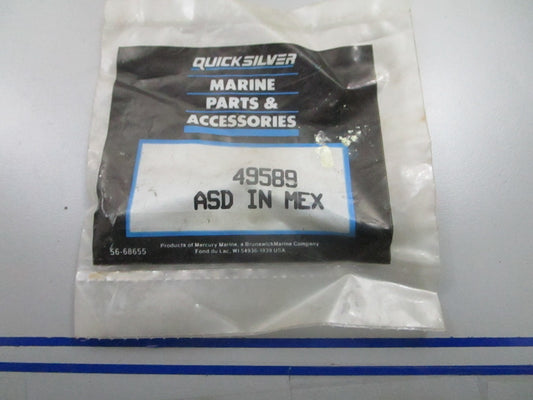 QUICKSILVER
MARINE
PARTS &
ACCESSORIES
49589
ASD IN MEX
Products of Mercury Marine, a Brunswick Marine Company
56-68655
Fond du Lac, WI 54936-1939 USA